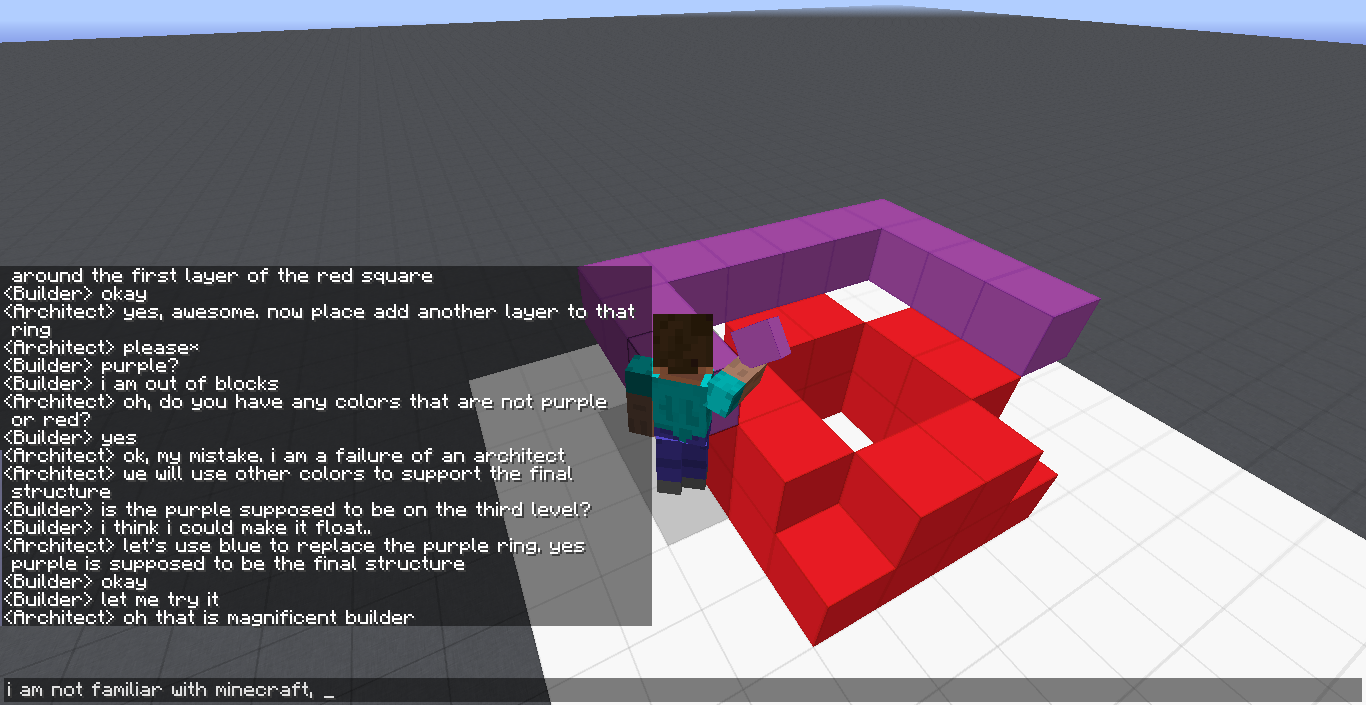 around the first layer of the red square
<Builder> okay
<Architect> yes, awesome. now place add another layer to that
ring
<Architect> please*
<Builder> purple?
<Builder> i am out of blocks
<Architect> oh, do you have any colors that are not purple
or red?
<Builder> yes
<Architect> ok, my mistake. i am a failure of an architect
<Architect> we will use other colors to support the final
structure
<Builder> is the purple supposed to be on the third level?
<Builder> i think i could make it float..
<Architect> let's use blue to replace the purple ring. yes
purple is supposed to be the final structure
<Builder> okay
<Builder> let me try it
<Architect> oh that is magnificent builder
i am not familiar with minecraft, _